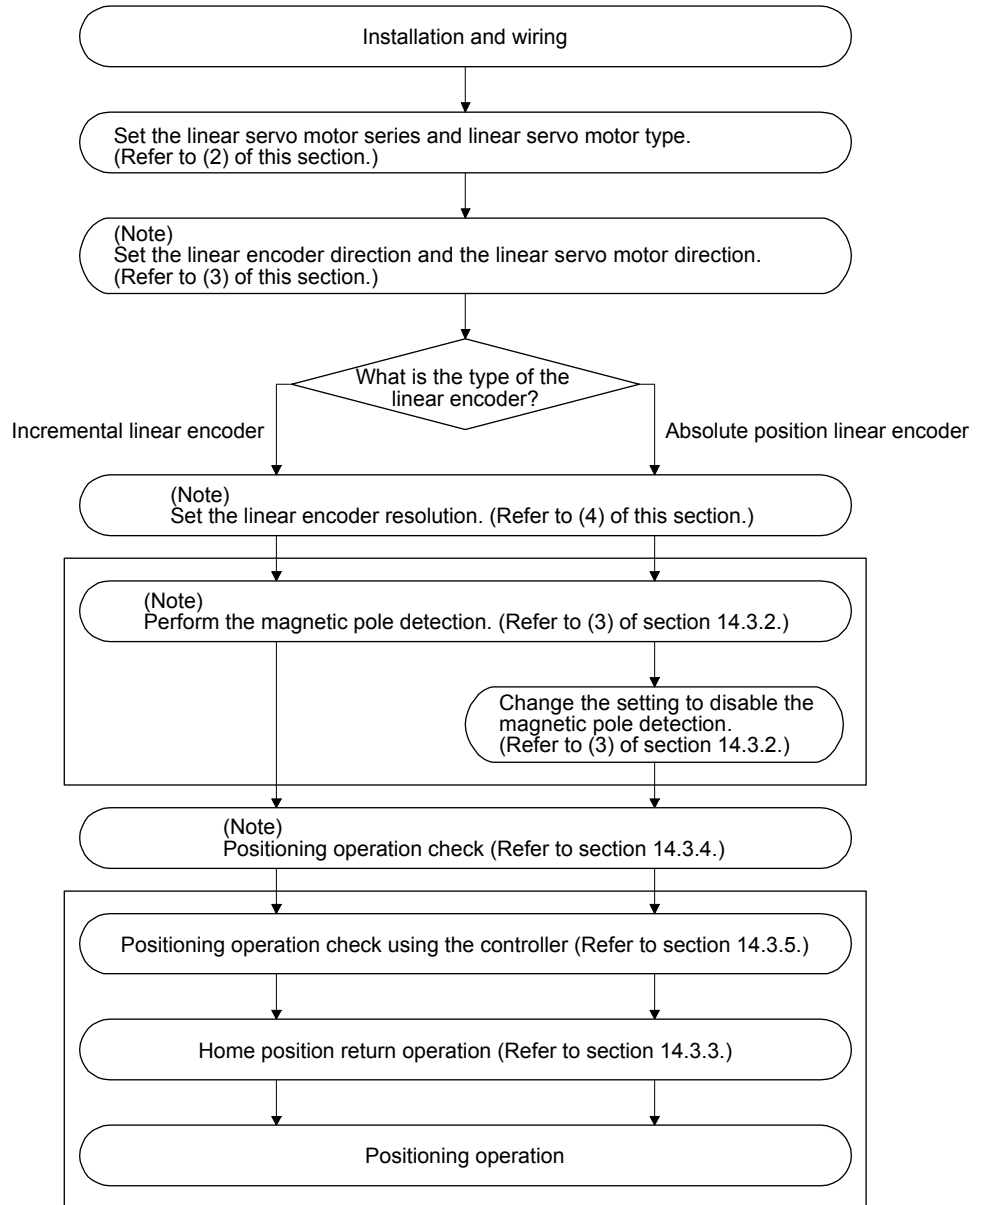 Installation and wiring
Set the linear servo motor series and linear servo motor type.
(Refer to (2) of this section.)
(Note)
Set the linear encoder direction and the linear servo motor direction.
(Refer to (3) of this section.)
What is the type of the
linear encoder?
Incremental linear encoder
Absolute position linear encoder
(Note)
Set the linear encoder resolution. (Refer to (4) of this section.)
(Note)
Perform the magnetic pole detection. (Refer to (3) of section 14.3.2.)
Change the setting to disable the
magnetic pole detection.
(Refer to (3) of section 14.3.2.)
(Note)
Positioning operation check (Refer to section 14.3.4.)
Positioning operation check using the controller (Refer to section 14.3.5.)
Home position return operation (Refer to section 14.3.3.)
Positioning operation